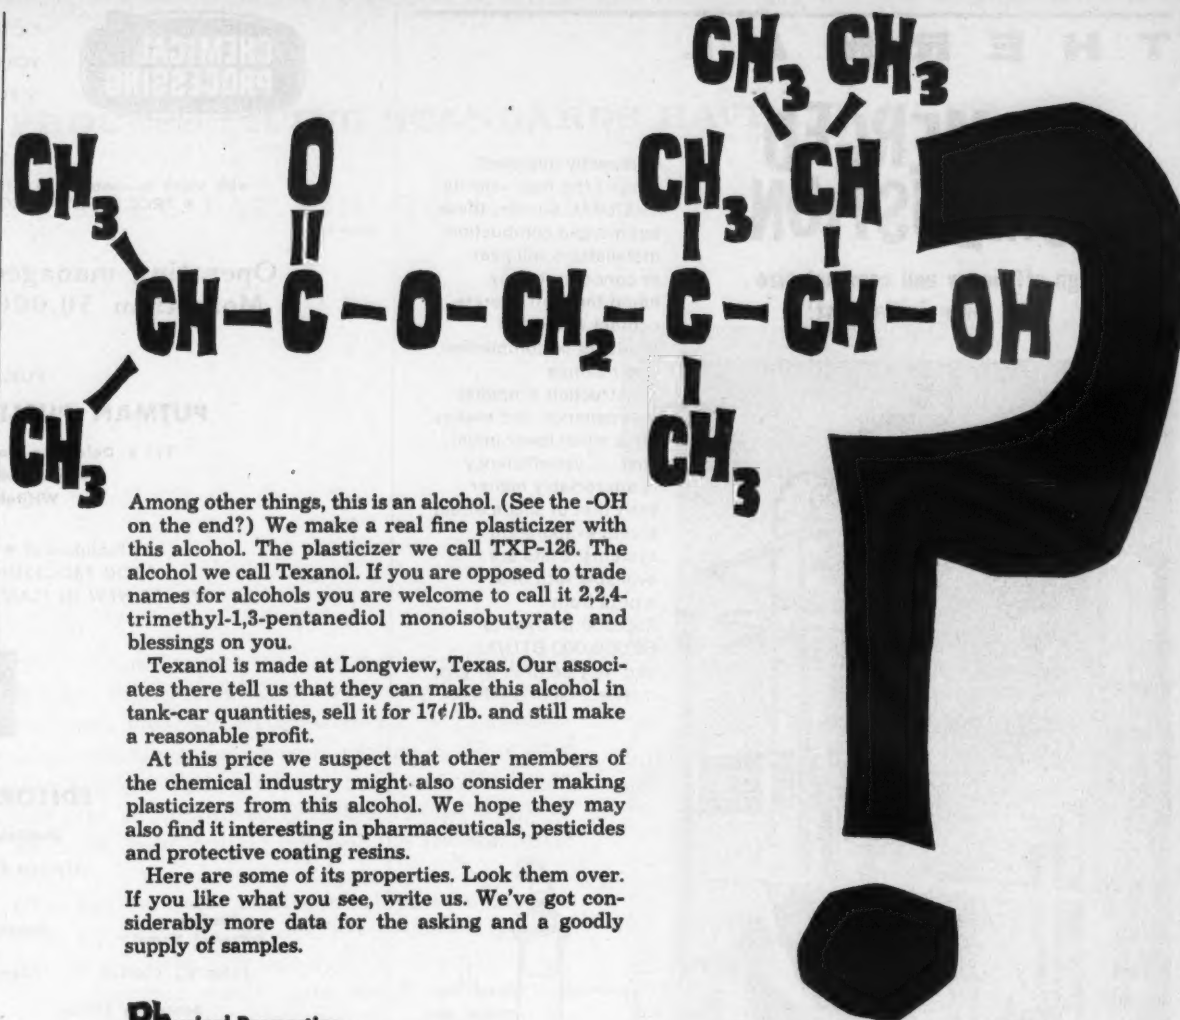 CH3 CH3
CH3 O CH3 CH
CH — C — O — CH2 — C — CH — OH ?
CH3 CH3
Among other things, this is an alcohol. (See the -OH
on the end?) We make a real fine plasticizer with
this alcohol. The plasticizer we call TXP-126. The
alcohol we call Texanol. If you are opposed to trade
names for alcohols you are welcome to call it 2,2,4-
trimethyl-1,3-pentanediol monoisobutyrate and
blessings on you.
Texanol is made at Longview, Texas. Our associ-
ates there tell us that they can make this alcohol in
tank-car quantities, sell it for 17¢/lb. and still make
a reasonable profit.
At this price we suspect that other members of
the chemical industry might also consider making
plasticizers from this alcohol. We hope they may
also find it interesting in pharmaceuticals, pesticides
and protective coating resins.
Here are some of its properties. Look them over.
If you like what you see, write us. We've got con-
siderably more data for the asking and a goodly
supply of samples.